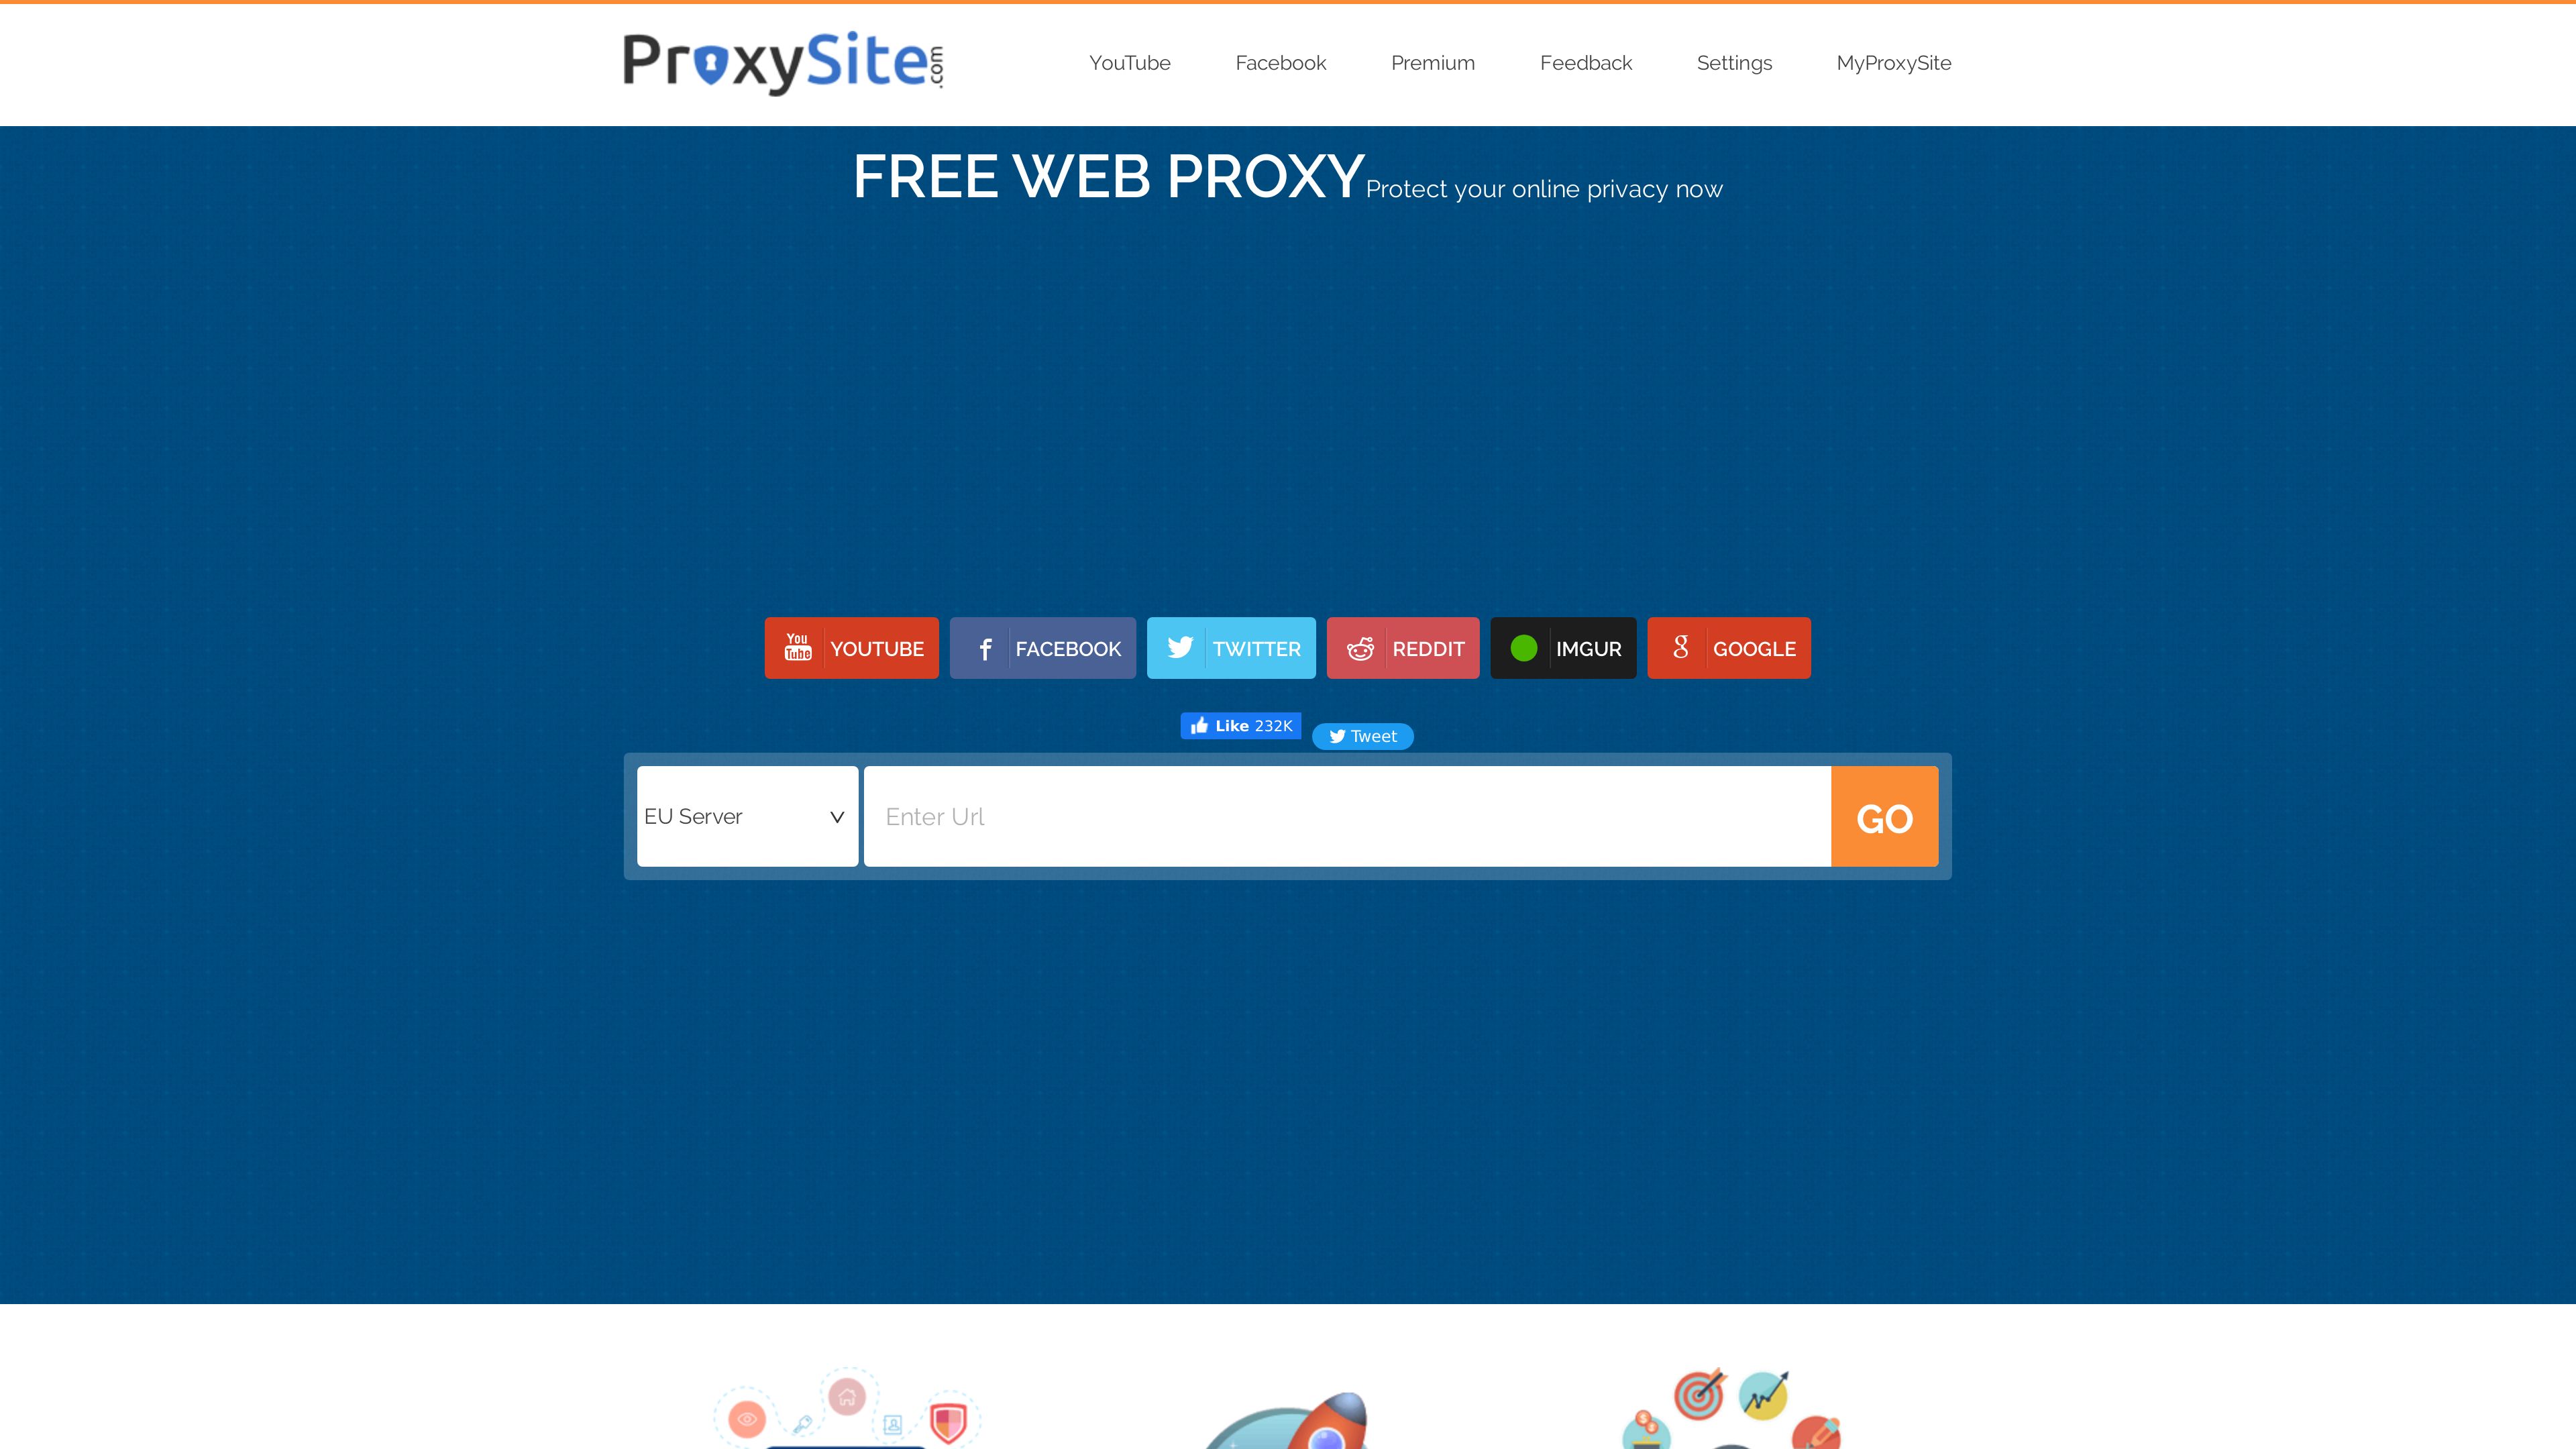 ProxySite.com
YouTube Facebook Premium Feedback Settings MyProxySite
FREE WEB PROXY Protect your online privacy now
You Tube YOUTUBE f FACEBOOK TWITTER REDDIT IMGUR g GOOGLE
Like 232K Tweet
EU Server Enter Url GO